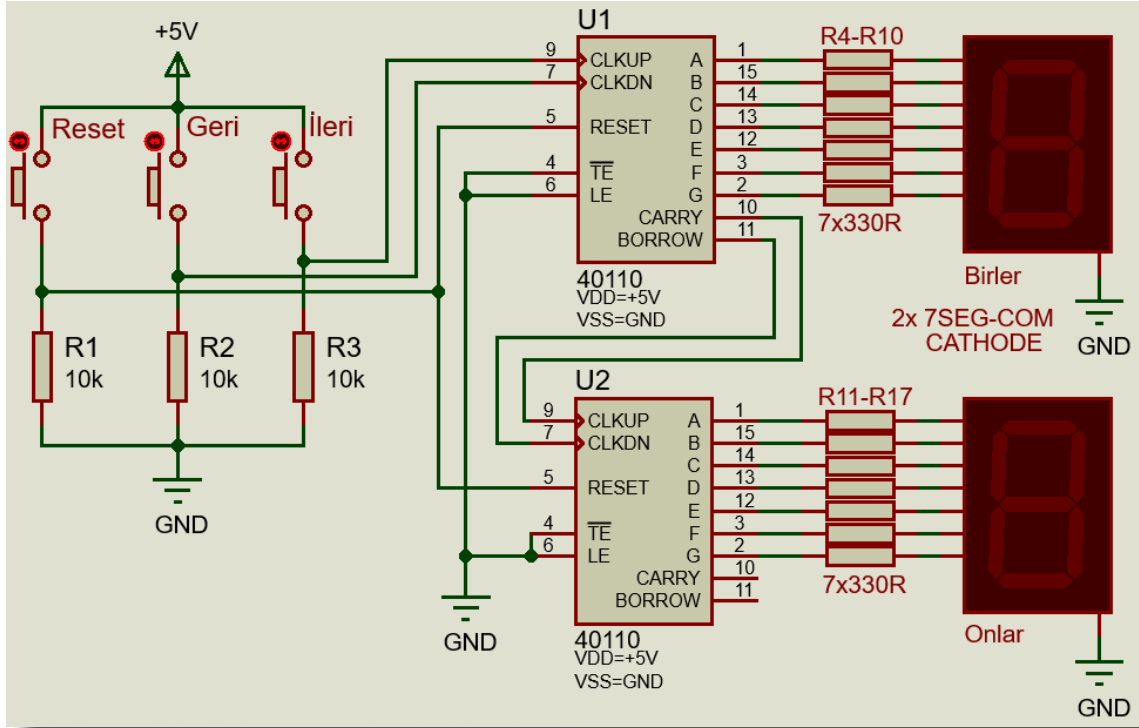 +5V
Reset
Geri
İleri
R1
10k
R2
10k
R3
10k
GND
U1
9 CLKUP A 1
7 CLKDN B 15
C 14
5 RESET D 13
E 12
4 TE F 3
6 LE G 2
CARRY 10
BORROW 11
40110
VDD=+5V
VSS=GND
R4-R10
7x330R
Birler
2x 7SEG-COM
CATHODE
GND
U2
9 CLKUP A 1
7 CLKDN B 15
C 14
5 RESET D 13
E 12
4 TE F 3
6 LE G 2
CARRY 10
BORROW 11
40110
VDD=+5V
VSS=GND
GND
R11-R17
7x330R
Onlar
GND